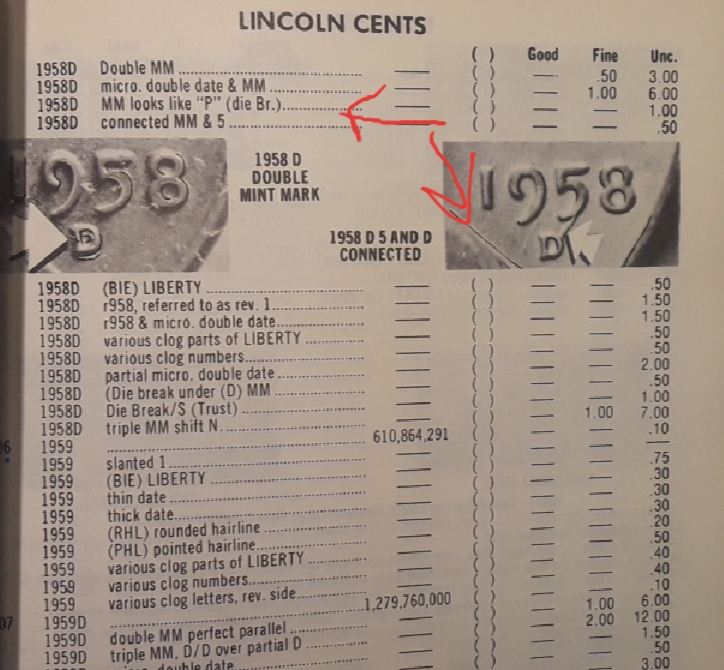 LINCOLN CENTS
( ) Good Fine Unc.
1958D Double MM ( ) — .50 3.00
1958D micro. double date & MM ( ) — 1.00 6.00
1958D MM looks like "P" (die Br.) ( ) — — 1.00
1958D connected MM & 5 ( ) — — .50
1958
D
1958 D
DOUBLE
MINT MARK
1958 D 5 AND D
CONNECTED
1958
D
1958D (BIE) LIBERTY ( ) — — .50
1958D r958, referred to as rev. 1 ( ) — — 1.50
1958D r958 & micro. double date ( ) — — 1.50
1958D various clog parts of LIBERTY ( ) — — .50
1958D various clog numbers ( ) — — .50
1958D partial micro. double date ( ) — — 2.00
1958D (Die break under (D) MM ( ) — — .50
1958D Die Break/S (Trust) ( ) — — 1.00
1958D triple MM shift N. ( ) — 1.00 7.00
1959 610,864,291 ( ) — — .10
1959 slanted 1 ( ) — — —
1959 (BIE) LIBERTY ( ) — — .75
1959 thin date ( ) — — .30
1959 thick date ( ) — — .30
1959 (RHL) rounded hairline ( ) — — .30
1959 (PHL) pointed hairline ( ) — — .20
1959 various clog parts of LIBERTY ( ) — — .50
1959 various clog numbers ( ) — — .40
1959 various clog letters, rev. side ( ) — — .40
1959D 1,279,760,000 ( ) — — .10
1959D double MM perfect parallel ( ) — 1.00 6.00
1959D triple MM, D/D over partial D ( ) — 2.00 12.00
double date ( ) — — 1.50
.50
3.00
06
07